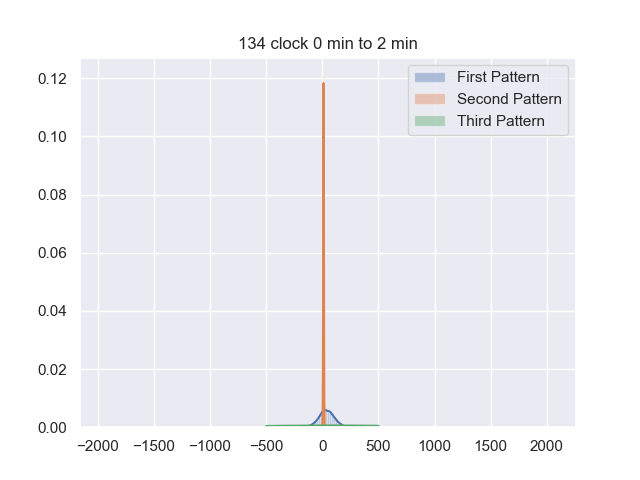 134 clock 0 min to 2 min
First Pattern
Second Pattern
Third Pattern
0.12
0.10
0.08
0.06
0.04
0.02
0.00
−2000 −1500 −1000 −500 0 500 1000 1500 2000